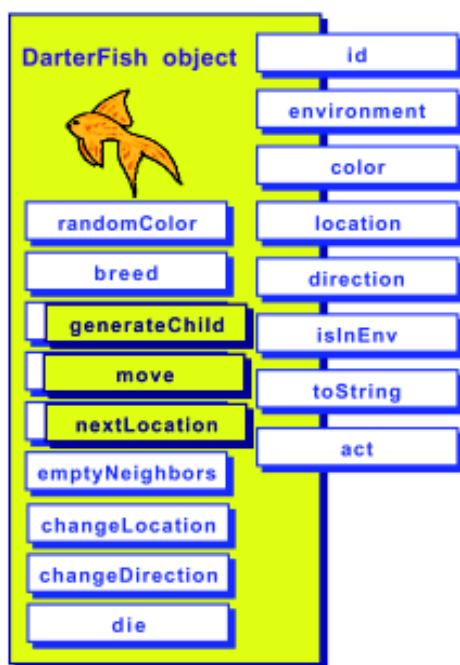 DarterFish object
randomColor
breed
generateChild
move
nextLocation
emptyNeighbors
changeLocation
changeDirection
die
id
environment
color
location
direction
isInEnv
toString
act